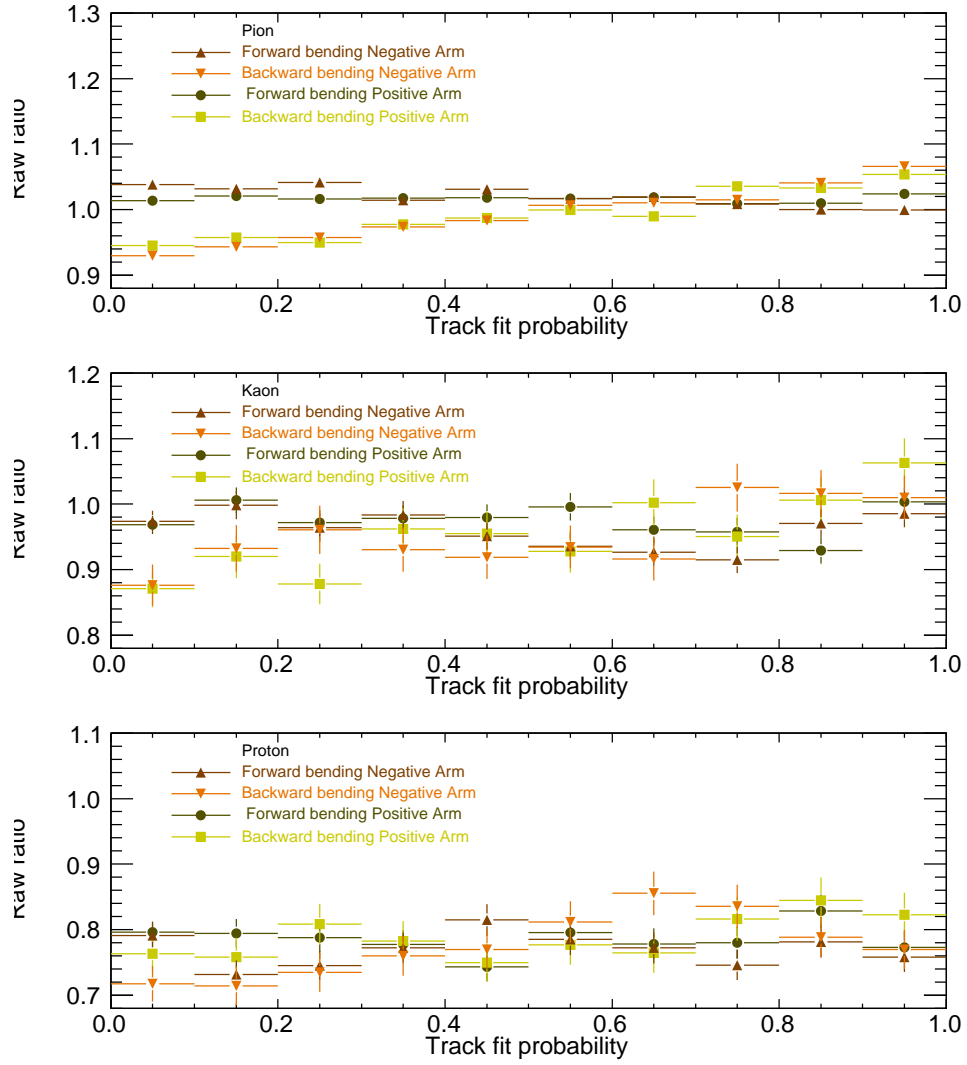 1.3
Pion
Forward bending Negative Arm
1.2
Backward bending Negative Arm
Forward bending Positive Arm
Backward bending Positive Arm
1.1
Raw ratio
1.0
0.9
0.0 0.2 0.4 0.6 0.8 1.0
Track fit probability
1.2
Kaon
Forward bending Negative Arm
Backward bending Negative Arm
1.1
Forward bending Positive Arm
Backward bending Positive Arm
Raw ratio
1.0
0.9
0.8
0.0 0.2 0.4 0.6 0.8 1.0
Track fit probability
1.1
Proton
Forward bending Negative Arm
Backward bending Negative Arm
1.0
Forward bending Positive Arm
Backward bending Positive Arm
0.9
Raw ratio
0.8
0.7
0.0 0.2 0.4 0.6 0.8 1.0
Track fit probability